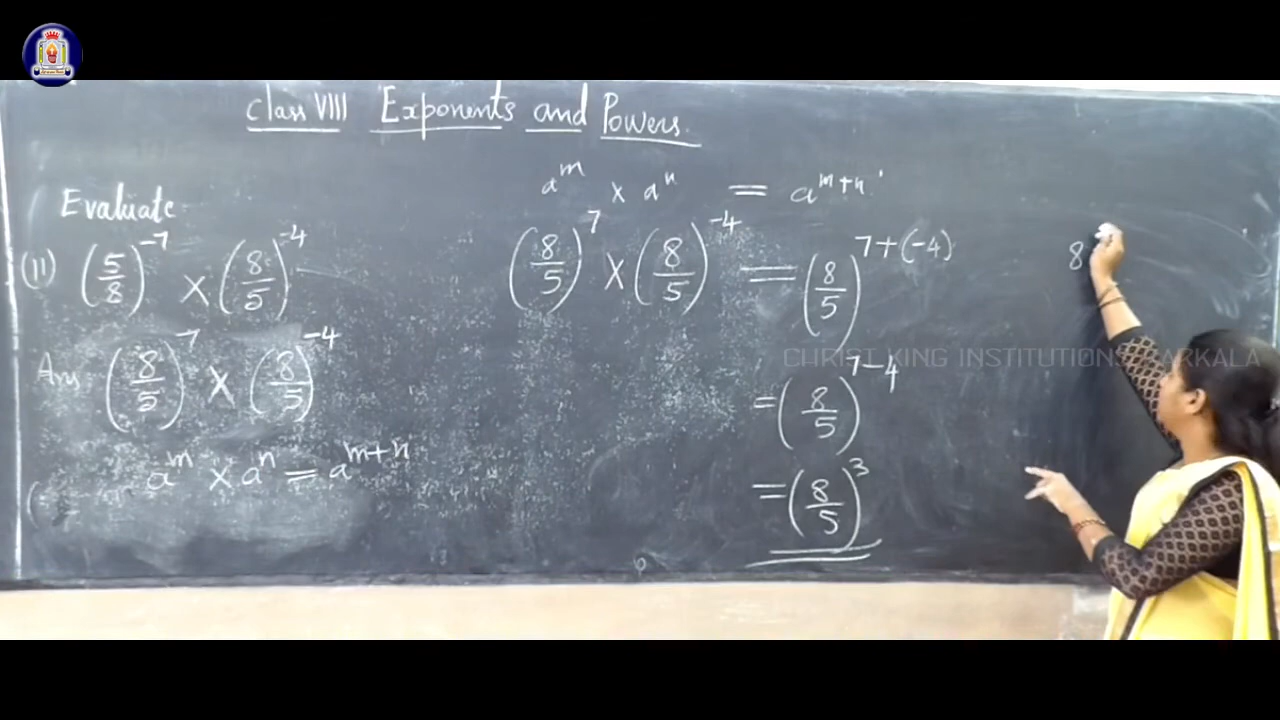 Class VIII Exponents and Powers.
Evaluate
(11) (5/8)^-7 × (8/5)^-4
Ans (8/5)^7 × (8/5)^-4
a^m × a^n = a^m+n
a^m × a^n = a^m+n
(8/5)^7 × (8/5)^-4 = (8/5)^7+(-4)
= (8/5)^7-4
= (8/5)^3
8
CHRIST KING INSTITUTIONS KARKALA